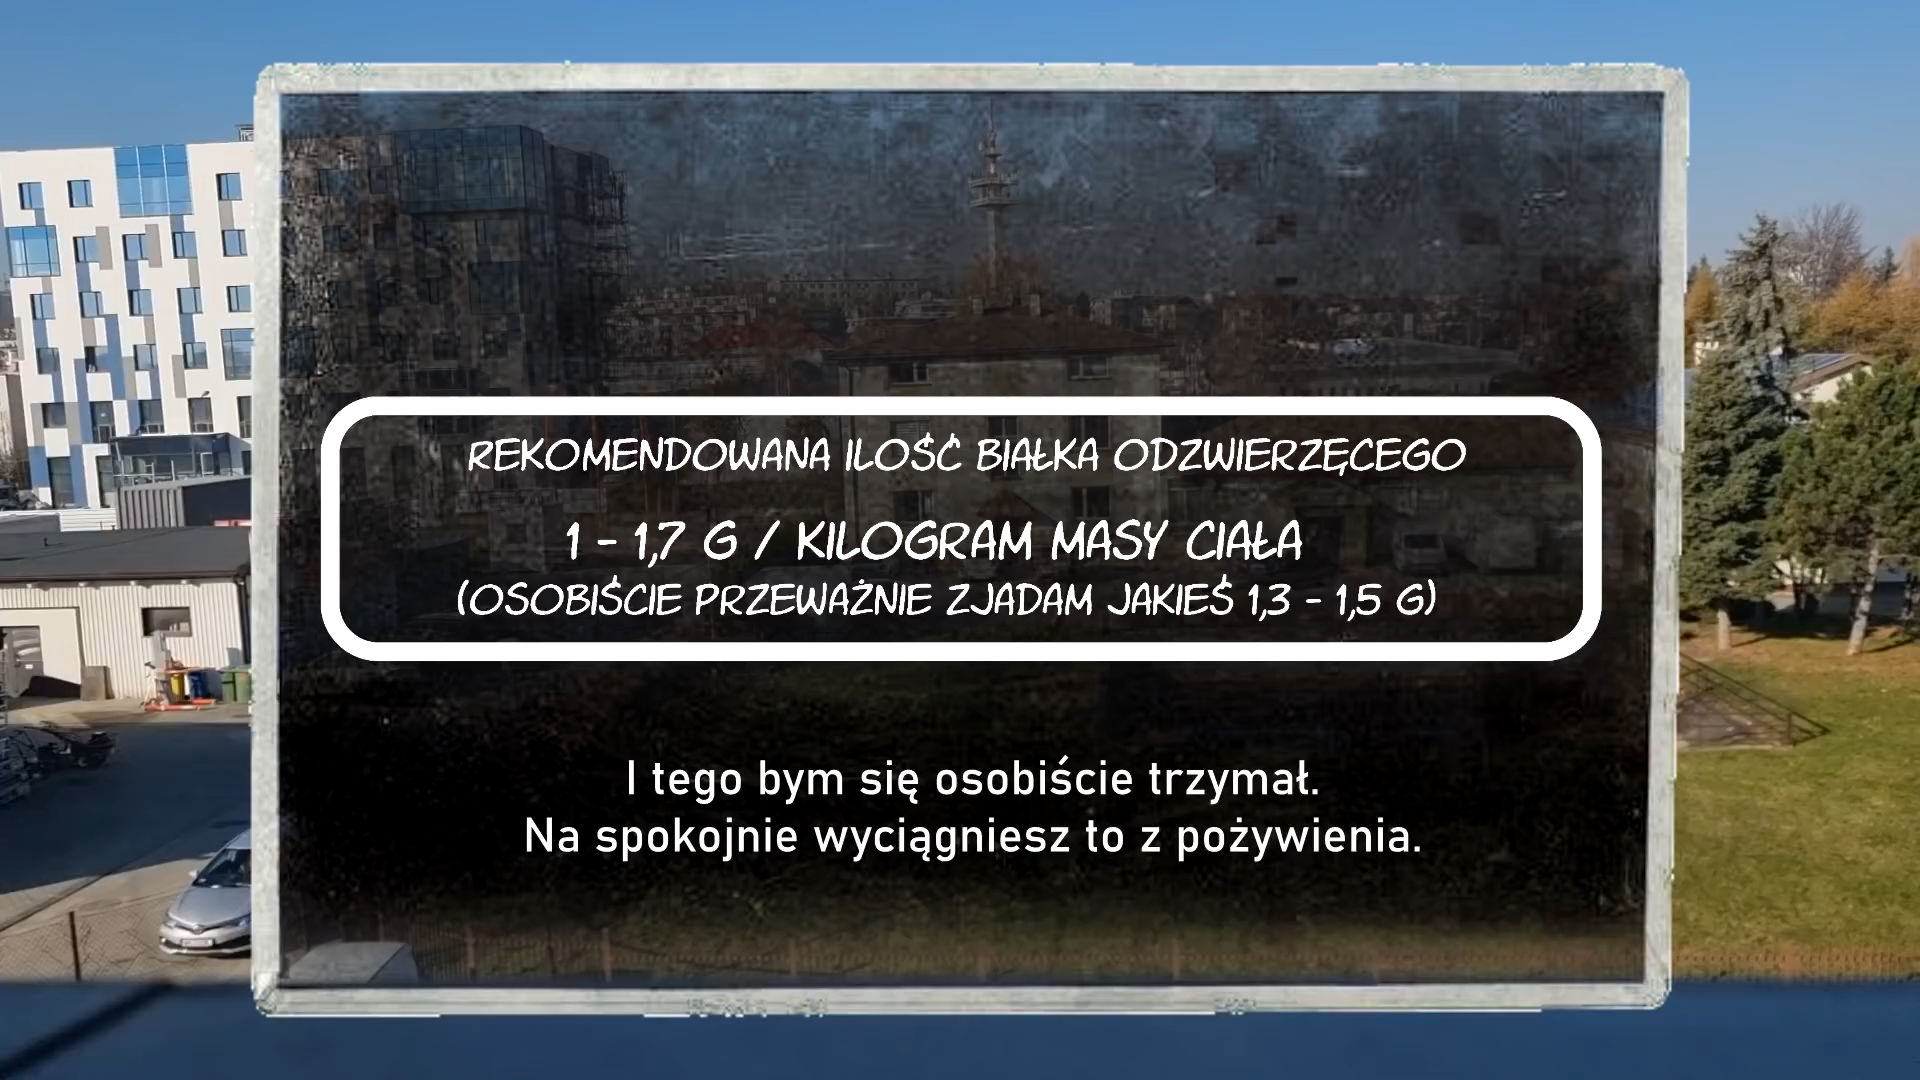 REKOMENDOWANA ILOŚĆ BIAŁKA ODZWIERZĘCEGO
1 - 1,7 G / KILOGRAM MASY CIAŁA
(OSOBIŚCIE PRZEWAŻNIE ZJADAM JAKIEŚ 1,3 - 1,5 G)
I tego bym się osobiście trzymał.
Na spokojnie wyciągniesz to z pożywienia.